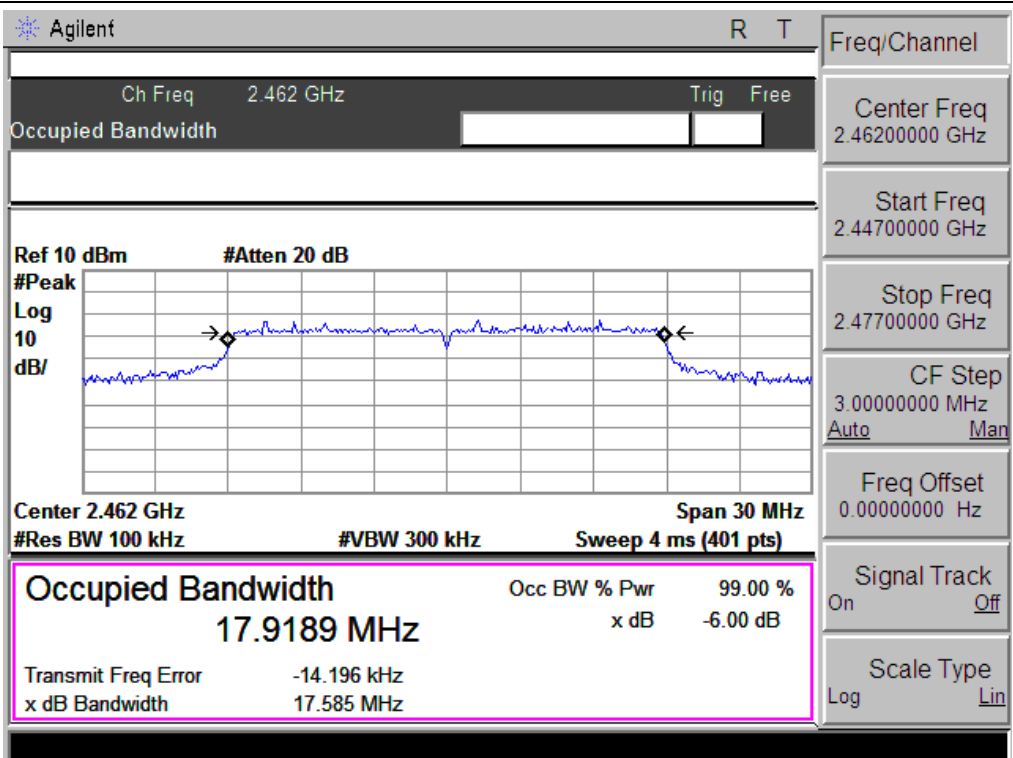 Agilent R T
Ch Freq 2.462 GHz Trig Free
Occupied Bandwidth
Ref 10 dBm #Atten 20 dB
#Peak
Log
10
dB/
Center 2.462 GHz Span 30 MHz
#Res BW 100 kHz #VBW 300 kHz Sweep 4 ms (401 pts)
Occupied Bandwidth Occ BW % Pwr 99.00 %
17.9189 MHz x dB -6.00 dB
Transmit Freq Error -14.196 kHz
x dB Bandwidth 17.585 MHz
Freq/Channel
Center Freq
2.46200000 GHz
Start Freq
2.44700000 GHz
Stop Freq
2.47700000 GHz
CF Step
3.00000000 MHz
Auto Man
Freq Offset
0.00000000 Hz
Signal Track
On Off
Scale Type
Log Lin